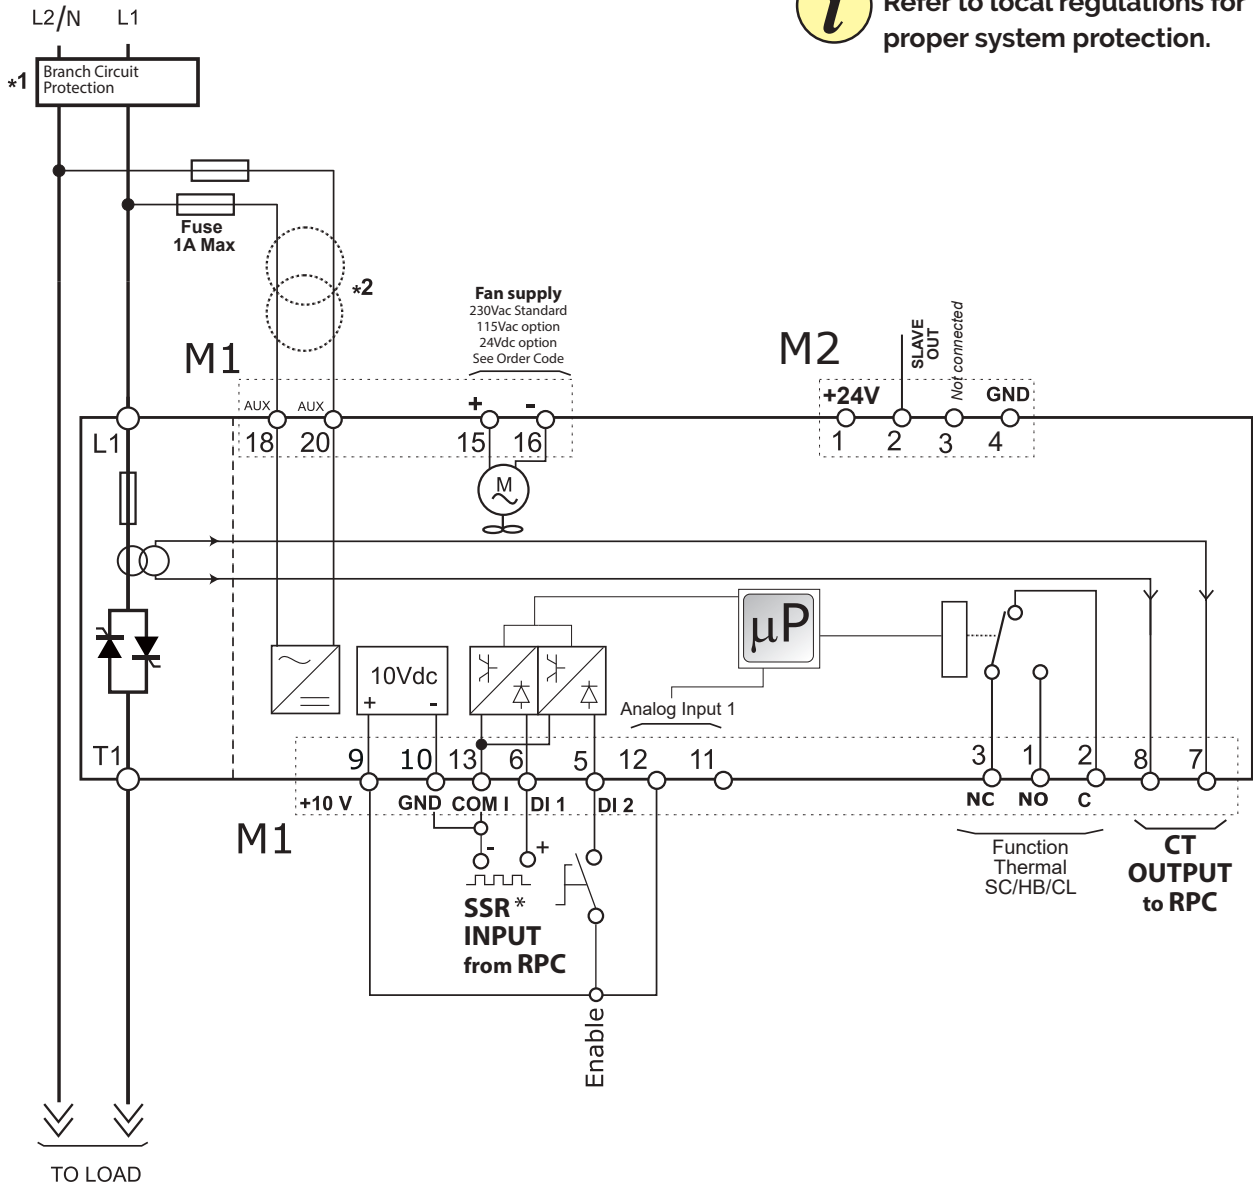 Refer to local regulations for
proper system protection.
L2/N L1
*1
Branch Circuit
Protection
Fuse
1A Max
*2
Fan supply
230Vac Standard
115Vac option
24Vdc option
See Order Code
M1
M2
SLAVE
OUT
Not connected
AUX AUX
+ -
+24V GND
L1
18 20 15 16 1 2 3 4
M
µP
10Vdc
+ -
Analog Input 1
T1
9 10 13 6 5 12 11 3 1 2 8 7
+10 V GND COM I DI 1 DI 2
NC NO C
M1
- +
SSR*
INPUT
from RPC
Enable
Function
Thermal
SC/HB/CL
CT
OUTPUT
to RPC
TO LOAD